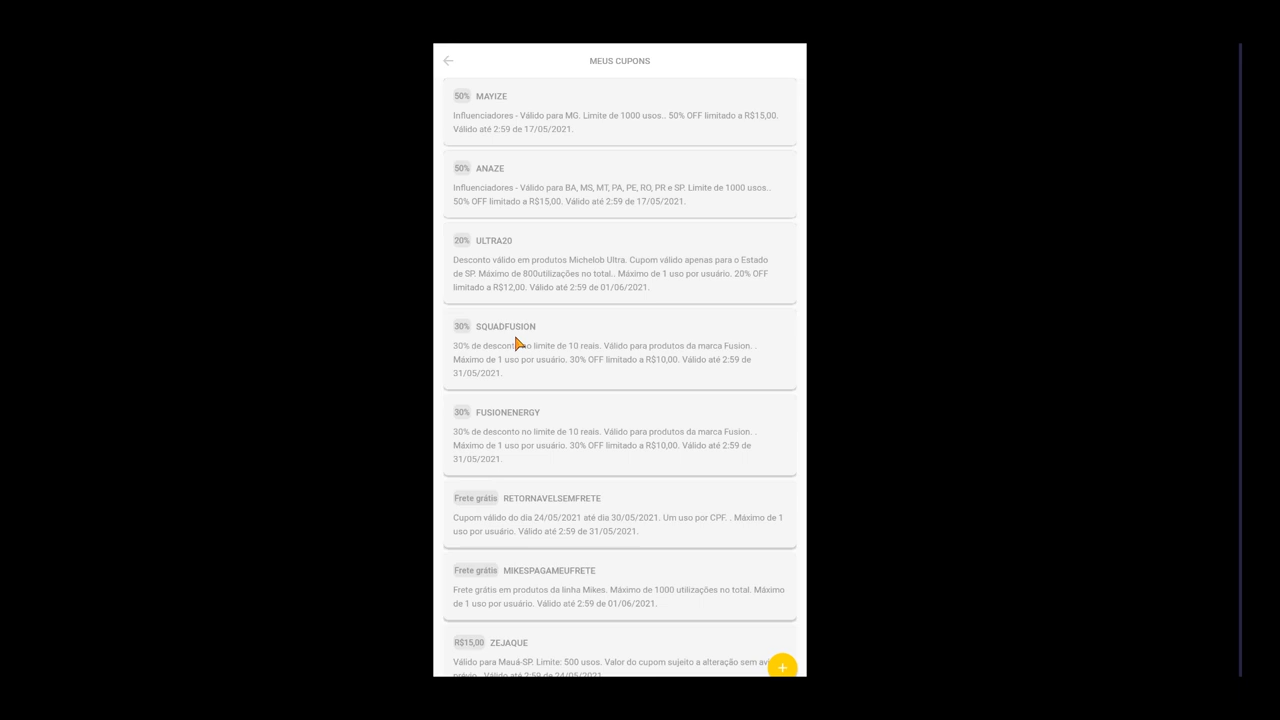 MEUS CUPONS
50% MAYIZE
Influenciadores - Válido para MG. Limite de 1000 usos.. 50% OFF limitado a R$15,00.
Válido até 2:59 de 17/05/2021.
50% ANAZE
Influenciadores - Válido para BA, MS, MT, PA, PE, RO, PR e SP. Limite de 1000 usos..
50% OFF limitado a R$15,00. Válido até 2:59 de 17/05/2021.
20% ULTRA20
Desconto válido em produtos Michelob Ultra. Cupom válido apenas para o Estado
de SP. Máximo de 800utilizações no total.. Máximo de 1 uso por usuário. 20% OFF
limitado a R$12,00. Válido até 2:59 de 01/06/2021.
30% SQUADFUSION
30% de desconto no limite de 10 reais. Válido para produtos da marca Fusion. .
Máximo de 1 uso por usuário. 30% OFF limitado a R$10,00. Válido até 2:59 de
31/05/2021.
30% FUSIONENERGY
30% de desconto no limite de 10 reais. Válido para produtos da marca Fusion. .
Máximo de 1 uso por usuário. 30% OFF limitado a R$10,00. Válido até 2:59 de
31/05/2021.
Frete grátis RETORNAVELSEMFRETE
Cupom válido do dia 24/05/2021 até dia 30/05/2021. Um uso por CPF. . Máximo de 1
uso por usuário. Válido até 2:59 de 31/05/2021.
Frete grátis MIKESPAGAMEUFRETE
Frete grátis em produtos da linha Mikes. Máximo de 1000 utilizações no total. Máximo
de 1 uso por usuário. Válido até 2:59 de 01/06/2021.
R$15,00 ZEJAQUE
Válido para Mauá-SP. Limite: 500 usos. Valor do cupom sujeito a alteração sem
prévio.. Válido até 2:59 de 24/05/2021.